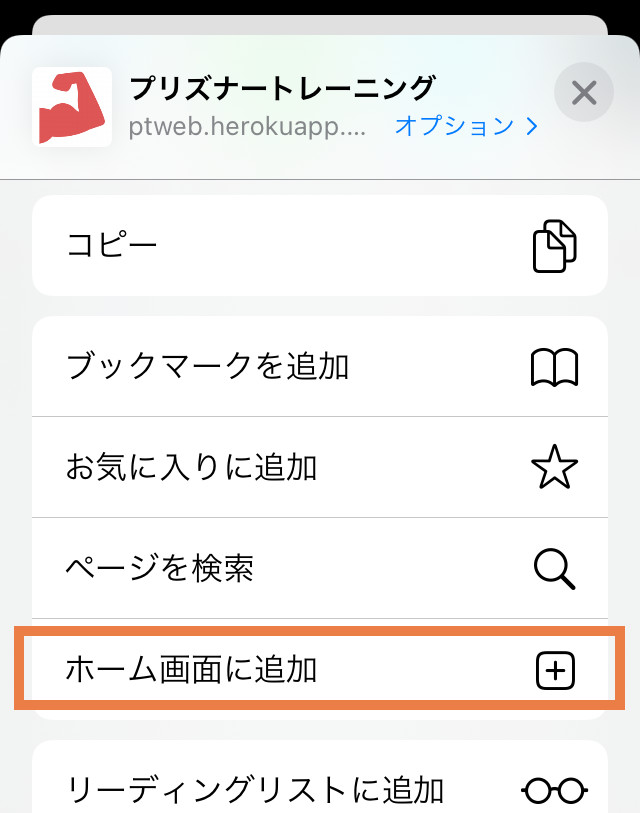 プリズナートレーニング
ptweb.herokuapp.... オプション
コピー
ブックマークを追加
お気に入りに追加
ページを検索
ホーム画面に追加
リーディングリストに追加